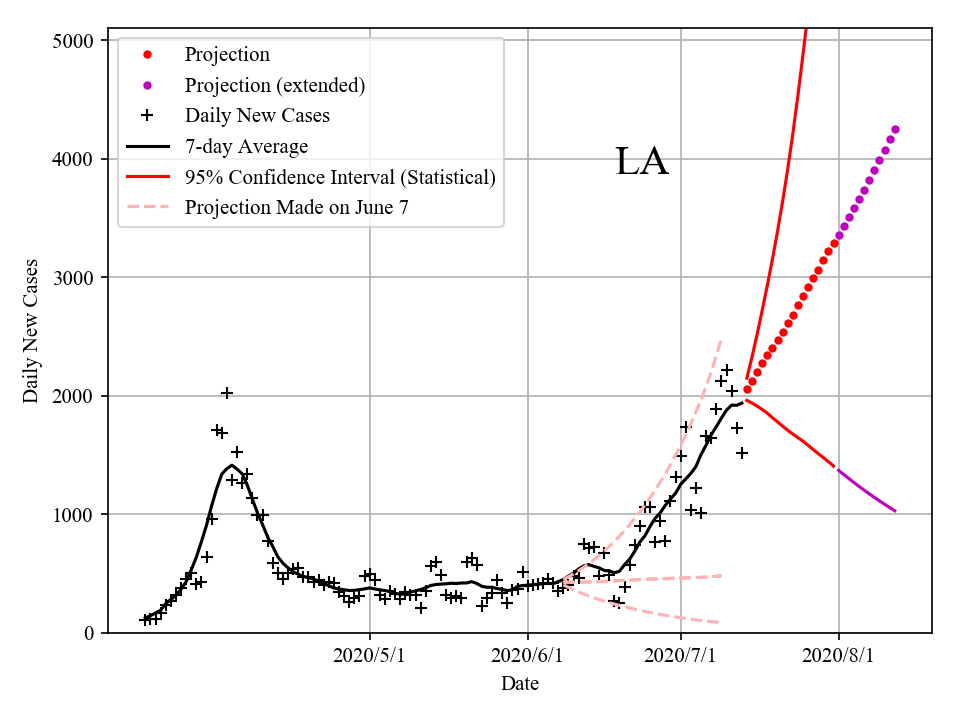 5000
4000
3000
2000
1000
0
Daily New Cases
Projection
Projection (extended)
Daily New Cases
7-day Average
95% Confidence Interval (Statistical)
Projection Made on June 7
LA
2020/5/1
2020/6/1
2020/7/1
2020/8/1
Date